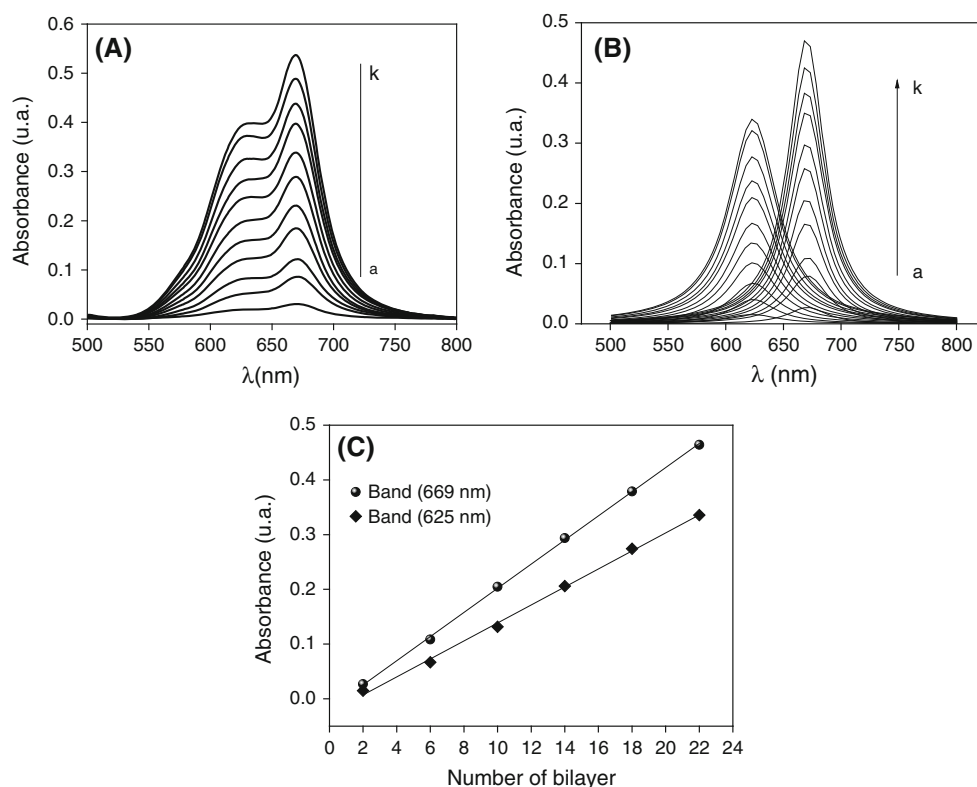 (A)
k
a
Absorbance (u.a.)
0.6
0.5
0.4
0.3
0.2
0.1
0.0
500 550 600 650 700 750 800
λ(nm)
(B)
k
a
Absorbance (u.a.)
0.5
0.4
0.3
0.2
0.1
0.0
500 550 600 650 700 750 800
λ (nm)
(C)
Band (669 nm)
Band (625 nm)
Absorbance (u.a.)
0.5
0.4
0.3
0.2
0.1
0.0
0 2 4 6 8 10 12 14 16 18 20 22 24
Number of bilayer